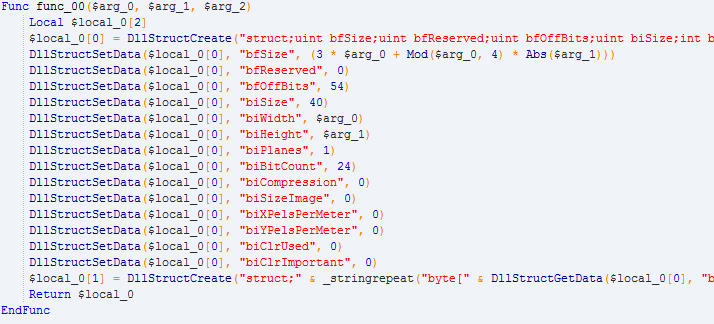 Func func_00($arg_0, $arg_1, $arg_2)
Local $local_0[2]
$local_0[0] = DllStructCreate("struct;uint bfSize;uint bfReserved;uint bfOffBits;uint biSize;int b
DllStructSetData($local_0[0], "bfSize", (3 * $arg_0 + Mod($arg_0, 4) * Abs($arg_1)))
DllStructSetData($local_0[0], "bfReserved", 0)
DllStructSetData($local_0[0], "bfOffBits", 54)
DllStructSetData($local_0[0], "biSize", 40)
DllStructSetData($local_0[0], "biWidth", $arg_0)
DllStructSetData($local_0[0], "biHeight", $arg_1)
DllStructSetData($local_0[0], "biPlanes", 1)
DllStructSetData($local_0[0], "biBitCount", 24)
DllStructSetData($local_0[0], "biCompression", 0)
DllStructSetData($local_0[0], "biSizeImage", 0)
DllStructSetData($local_0[0], "biXPelsPerMeter", 0)
DllStructSetData($local_0[0], "biYPelsPerMeter", 0)
DllStructSetData($local_0[0], "biClrUsed", 0)
DllStructSetData($local_0[0], "biClrImportant", 0)
$local_0[1] = DllStructCreate("struct;" & _stringrepeat("byte[" & DllStructGetData($local_0[0], "b
Return $local_0
EndFunc